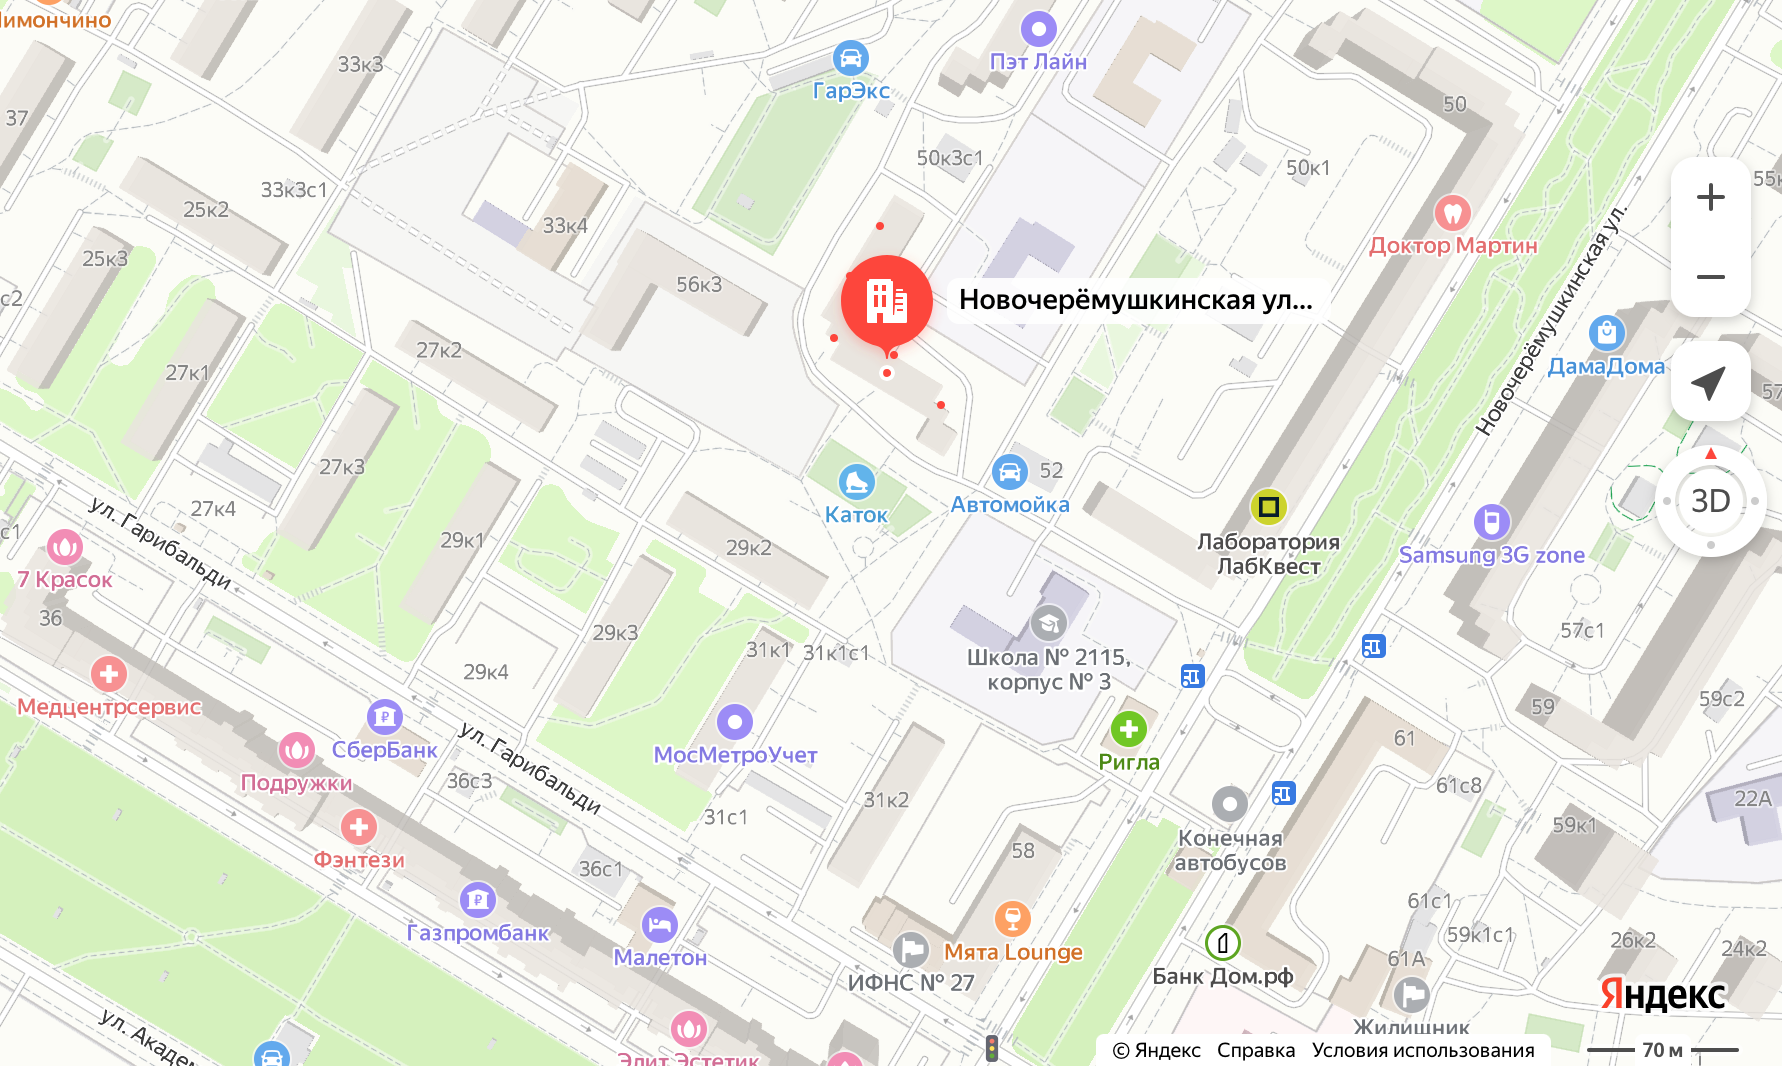 Лимончино
33к3
ГарЭкс
Пэт Лайн
50
37
50к3с1
50к1
55к
33к3с1
25к2
33к4
Доктор Мартин
25к3
с2
56к3
Новочерёмушкинская ул...
Новочерёмушкинская ул.
27к2
27к1
ДамаДома
57
27к3
52
Автомойка
Каток
3D
27к4
ул. Гарибальди
с1
29к1
29к2
Лаборатория
ЛабКвест
Samsung 3G zone
7 Красок
36
29к3
31к1
31к1с1
Школа № 2115,
корпус № 3
57с1
29к4
59с2
59
Медцентрсервис
СберБанк
ул. Гарибальди
МосМетроУчет
Ригла
61
Подружки
36с3
31к2
31с1
61с8
22А
Конечная
автобусов
59к1
Фэнтези
36с1
58
61с1
Газпромбанк
Малетон
Мята Lounge
ИФНС № 27
59к1с1
61А
26к2
24к2
Банк Дом.рф
Яндекс
Жилищник
ул. Академ
Элит Эстетик
© Яндекс Справка Условия использования
70 м